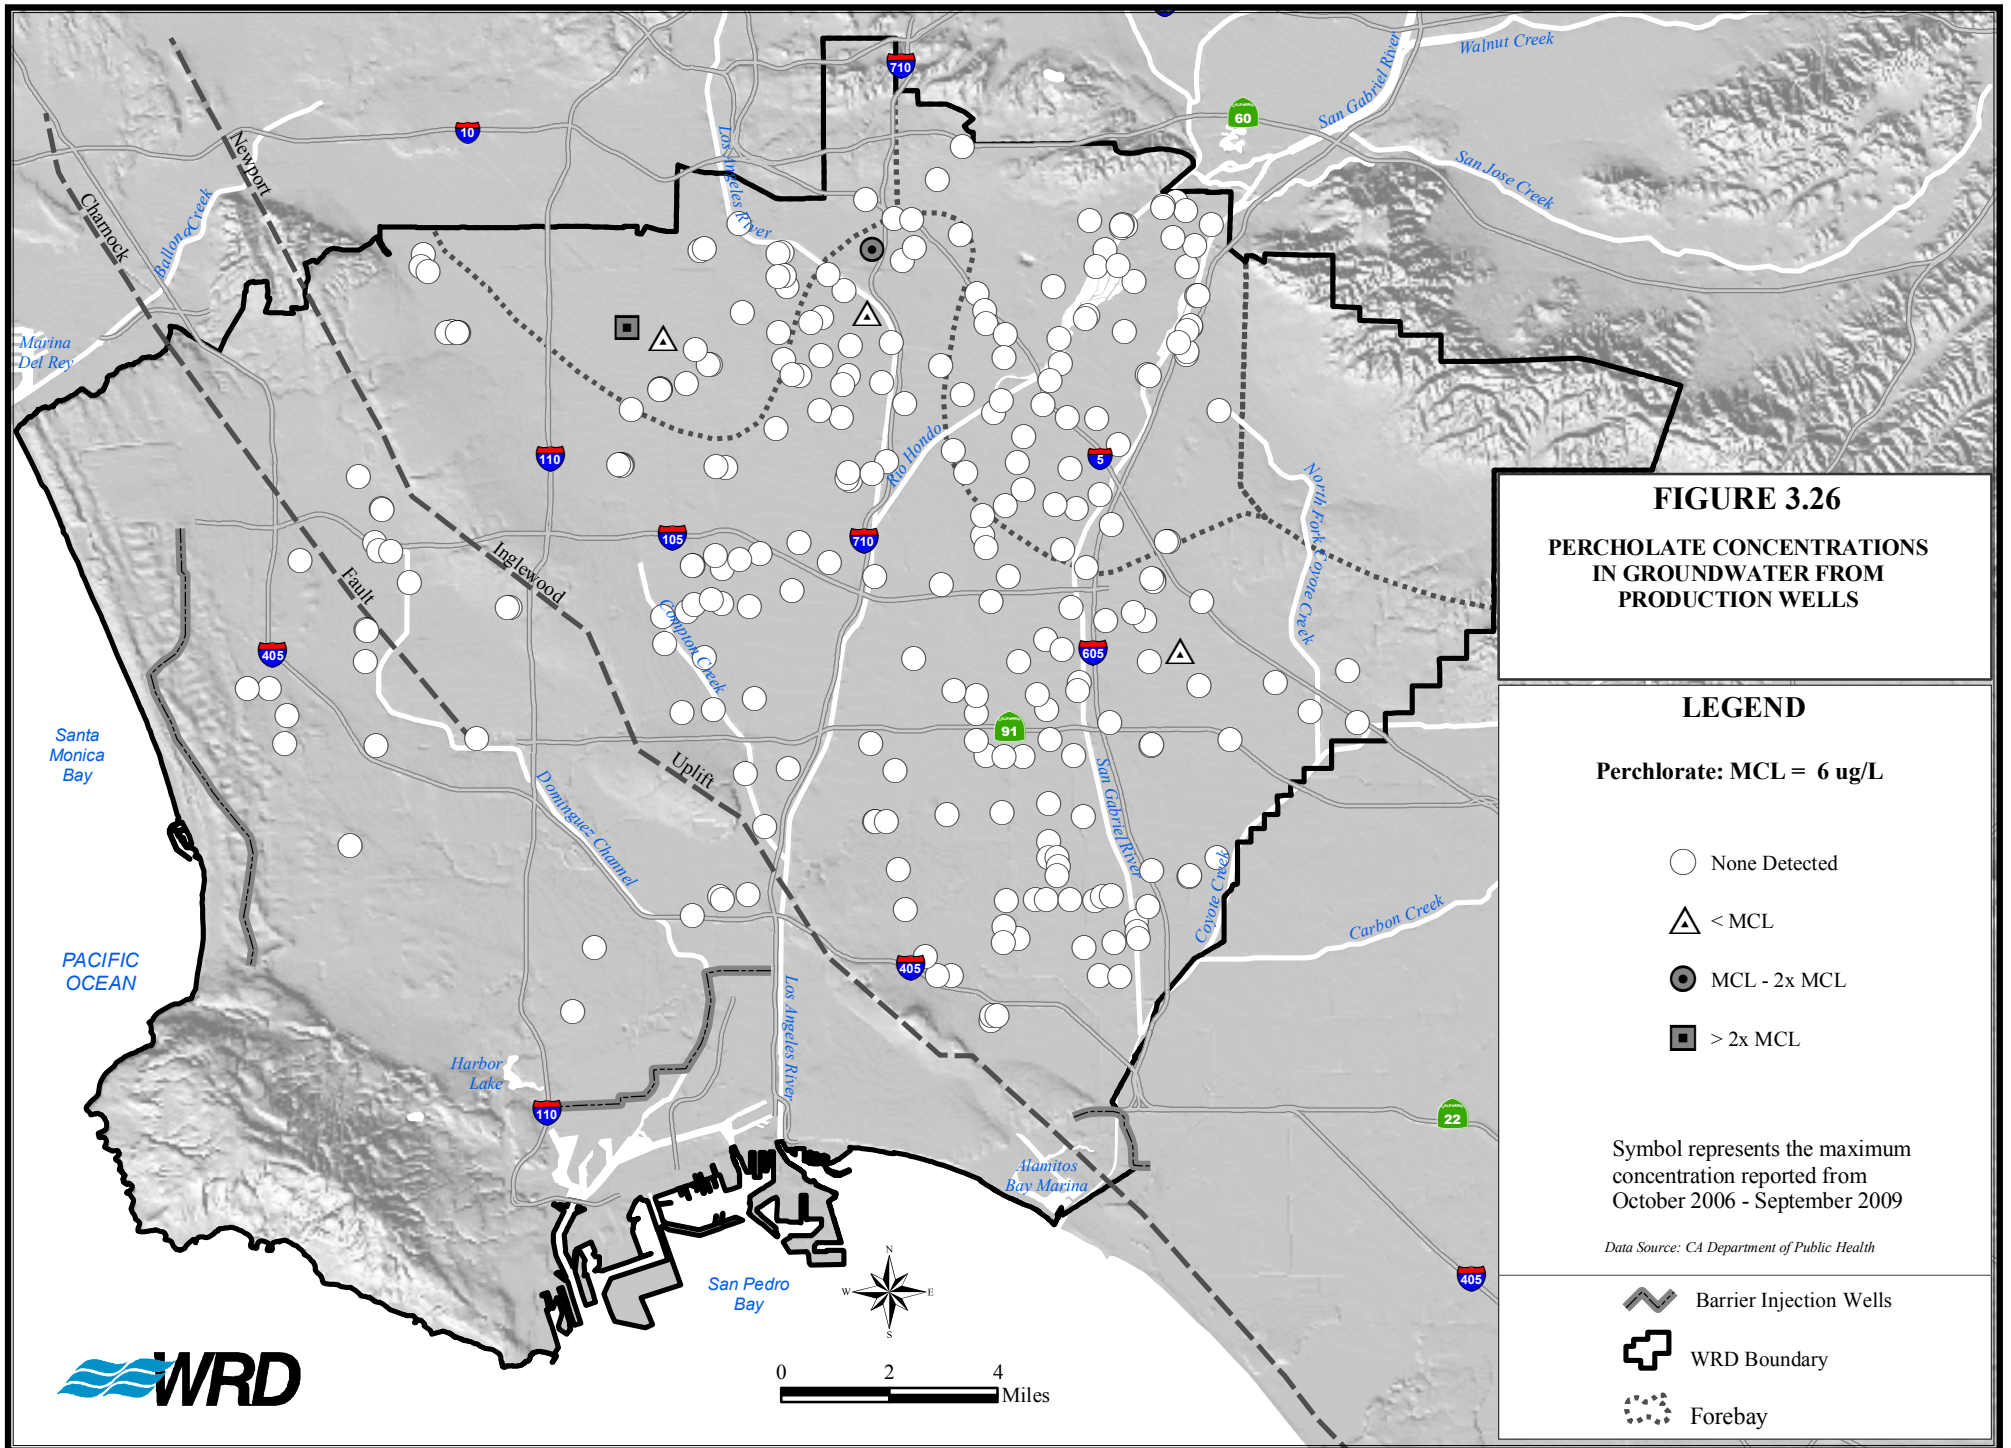 Walnut Creek
San Gabriel River
710
60
10
Los Angeles River
Newport
San Jose Creek
Charnock
Ballona Creek
Marina
Del Rey
110
5
Rio Hondo
North Fork Coyote Creek
105
710
Inglewood
Fault
Compton Creek
405
605
91
Santa
Monica
Bay
Uplift
San Gabriel River
Dominguez Channel
Coyote Creek
Carbon Creek
PACIFIC
OCEAN
405
Los Angeles River
Harbor
Lake
110
22
Alamitos
Bay Marina
405
San Pedro
Bay
N
W
E
S
0 2 4
Miles
WRD
FIGURE 3.26
PERCHOLATE CONCENTRATIONS
IN GROUNDWATER FROM
PRODUCTION WELLS
LEGEND
Perchlorate: MCL = 6 ug/L
None Detected
< MCL
MCL - 2x MCL
> 2x MCL
Symbol represents the maximum
concentration reported from
October 2006 - September 2009
Data Source: CA Department of Public Health
Barrier Injection Wells
WRD Boundary
Forebay